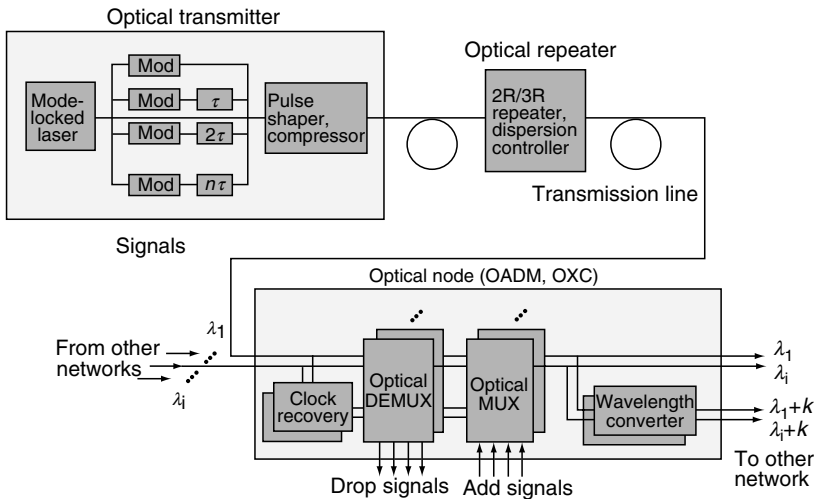 Optical transmitter
Mode-
locked
laser
Mod
Mod
τ
Mod
2τ
Mod
nτ
Pulse
shaper,
compressor
Optical repeater
2R/3R
repeater,
dispersion
controller
Transmission line
Signals
Optical node (OADM, OXC)
From other
networks
λ1
λi
Clock
recovery
Optical
DEMUX
Optical
MUX
Wavelength
converter
λ1
λi
λ1+k
λi+k
Drop signals
Add signals
To other
network